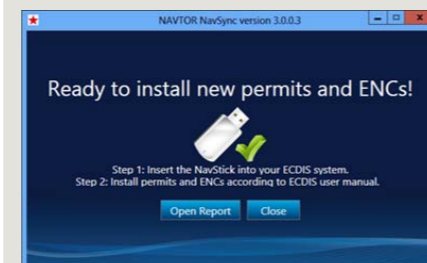 NAVTOR NavSync version 3.0.0.3
Ready to install new permits and ENCs!
Step 1: Insert the NavStick into your ECDIS system.
Step 2: Install permits and ENCs according to ECDIS user manual.
Open Report Close